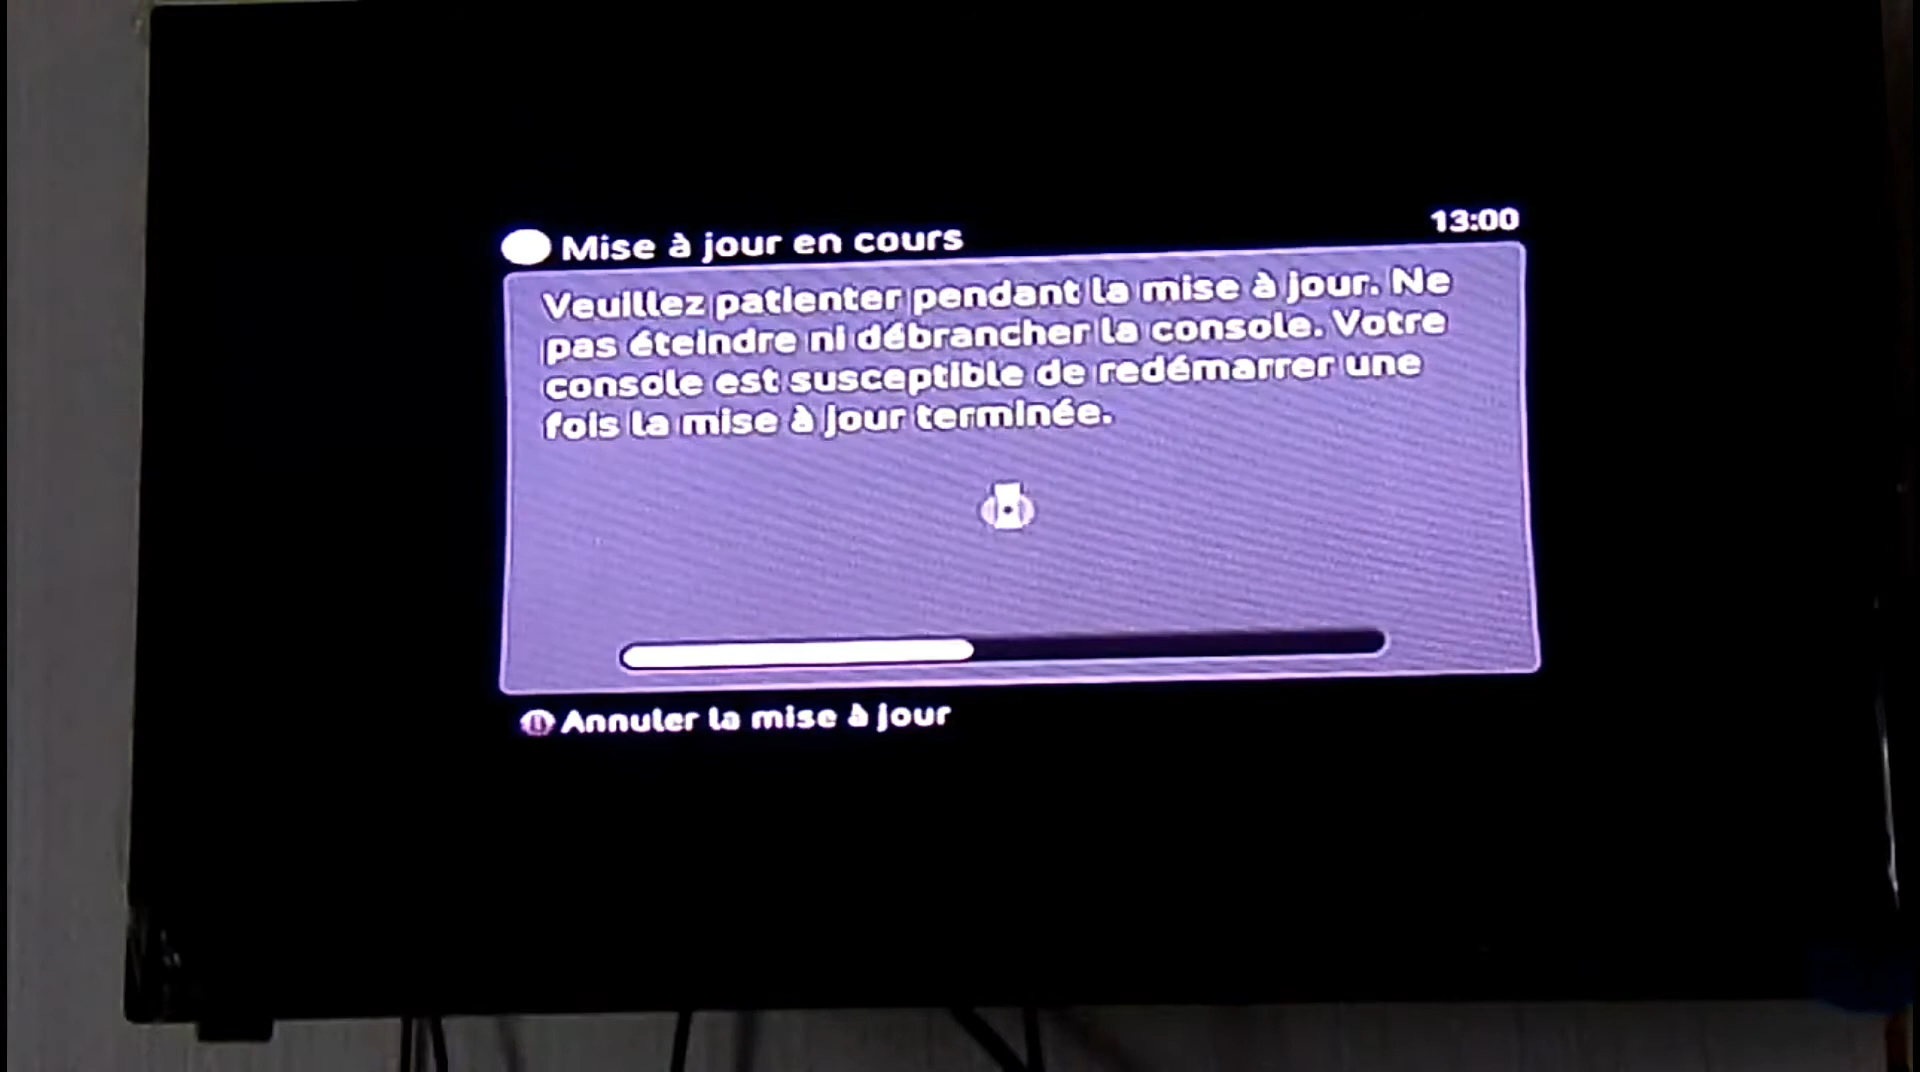 Mise à jour en cours
13:00
Veuillez patienter pendant la mise à jour. Ne
pas éteindre ni débrancher la console. Votre
console est susceptible de redémarrer une
fois la mise à jour terminée.
Annuler la mise à jour